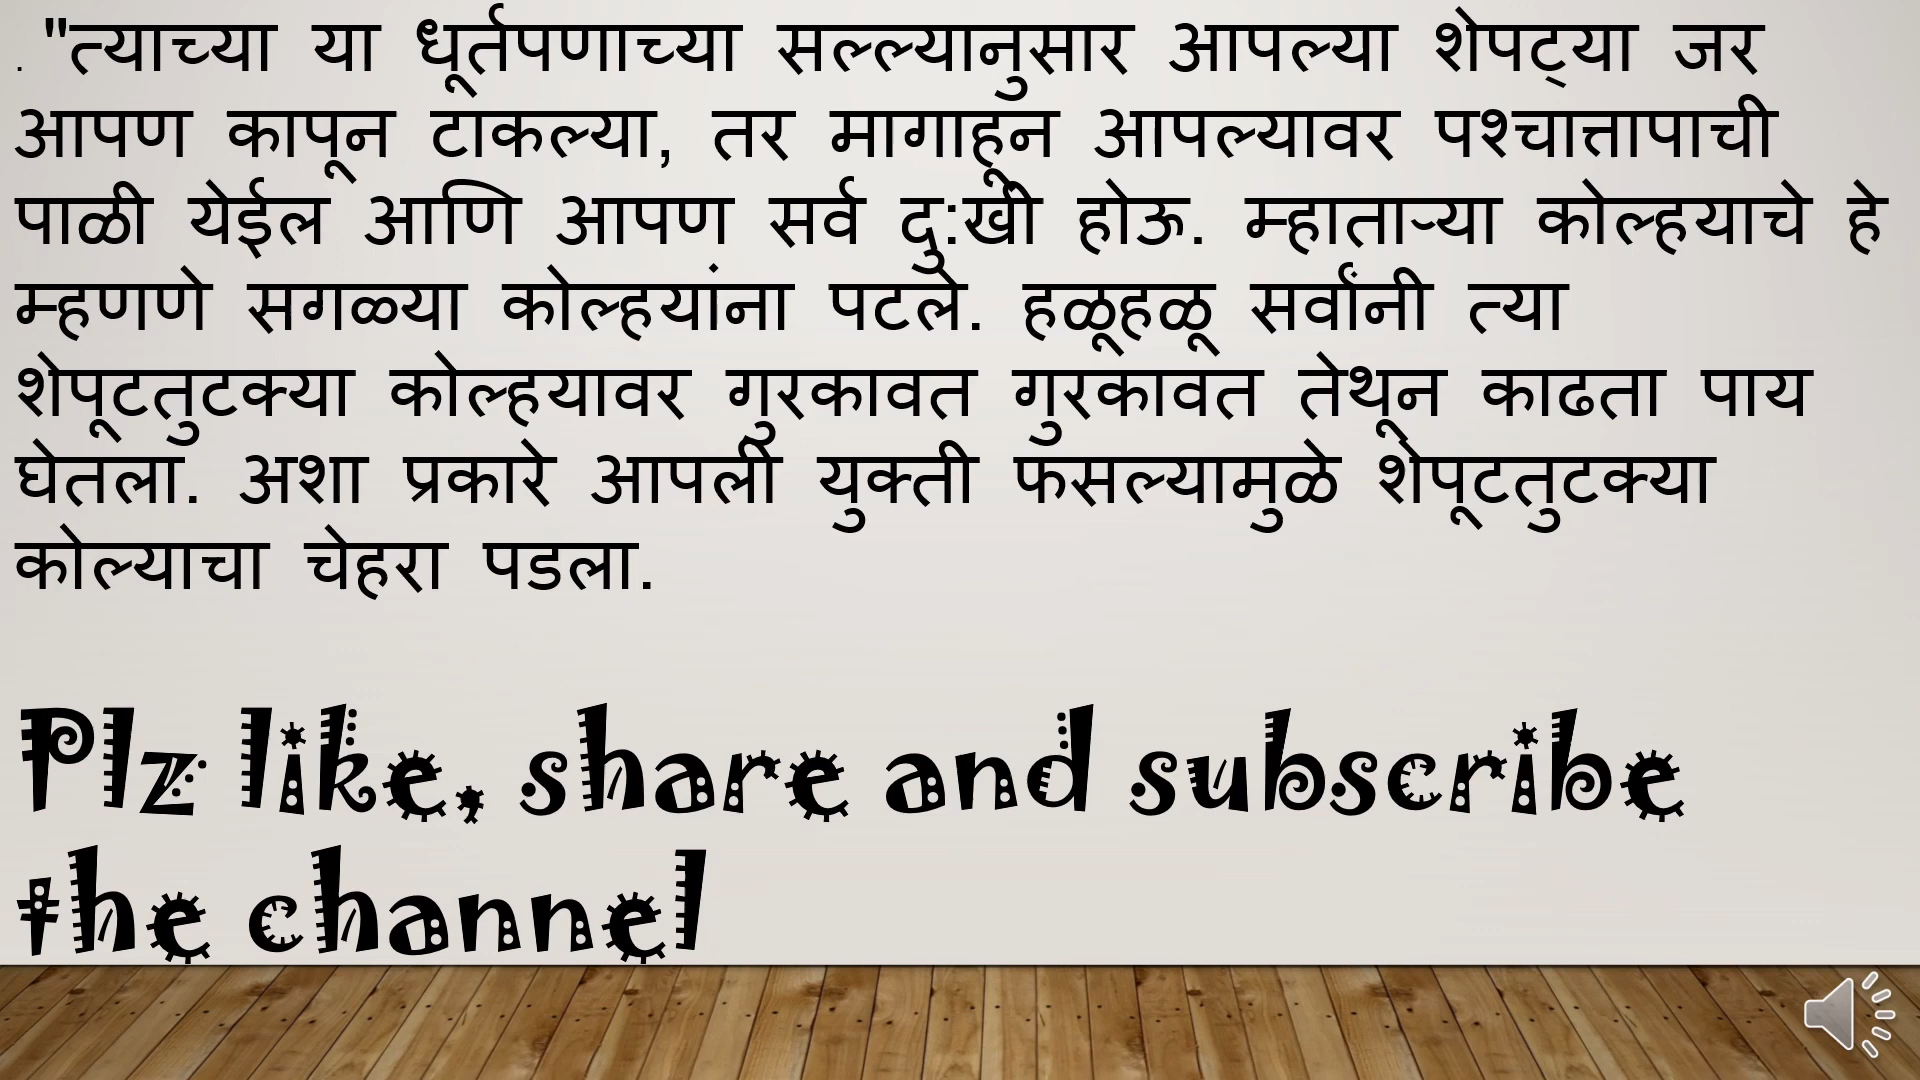 . "त्याच्या या धूर्तपणाच्या सल्ल्यानुसार आपल्या शेपट्या जर
आपण कापून टाकल्या, तर मागाहून आपल्यावर पश्चात्तापाची
पाळी येईल आणि आपण सर्व दु:खी होऊ. म्हाताऱ्या कोल्हयाचे हे
म्हणणे सगळ्या कोल्हयांना पटले. हळूहळू सर्वांनी त्या
शेपूटतुटक्या कोल्हयावर गुरकावत गुरकावत तेथून काढता पाय
घेतला. अशा प्रकारे आपली युक्ती फसल्यामुळे शेपूटतुटक्या
कोल्याचा चेहरा पडला.
Plz like, share and subscribe
the channel